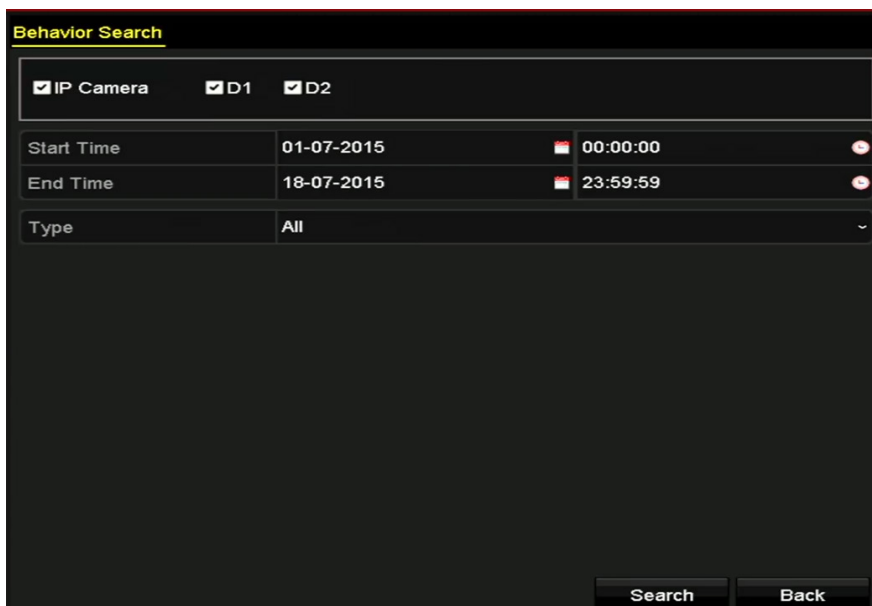 Behavior Search
IP Camera D1 D2
Start Time 01-07-2015 00:00:00
End Time 18-07-2015 23:59:59
Type All
Search Back